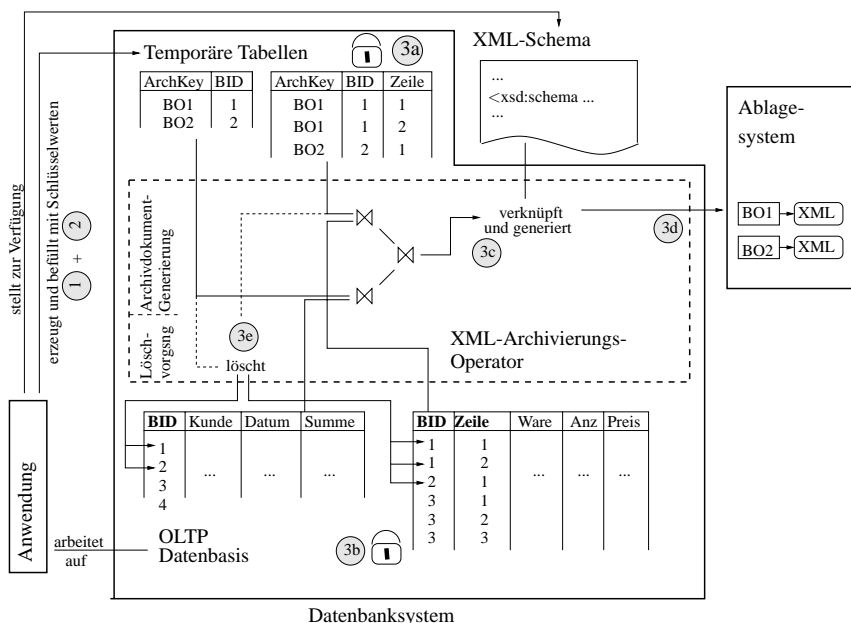 Temporäre Tabellen
3a
ArchKey BID
BO1 1
BO2 2
ArchKey BID Zeile
BO1 1 1
BO1 1 2
BO2 2 1
XML-Schema
...
<xsd:schema ...
...
Ablage-
system
BO1 XML
BO2 XML
stellt zur Verfügung
erzeugt und befüllt mit Schlüsselwerten
1 + 2
Archivdokument-
Generierung
Lösch-
vorgsng
verknüpft
und generiert
3c
3d
3e
löscht
XML-Archivierungs-
Operator
BID Kunde Datum Summe
1
2 ... ... ...
3
4
BID Zeile Ware Anz Preis
1 1
1 2 ... ... ...
2 1
3 1
3 2
3 3
Anwendung
arbeitet
auf
OLTP
Datenbasis
3b
Datenbanksystem